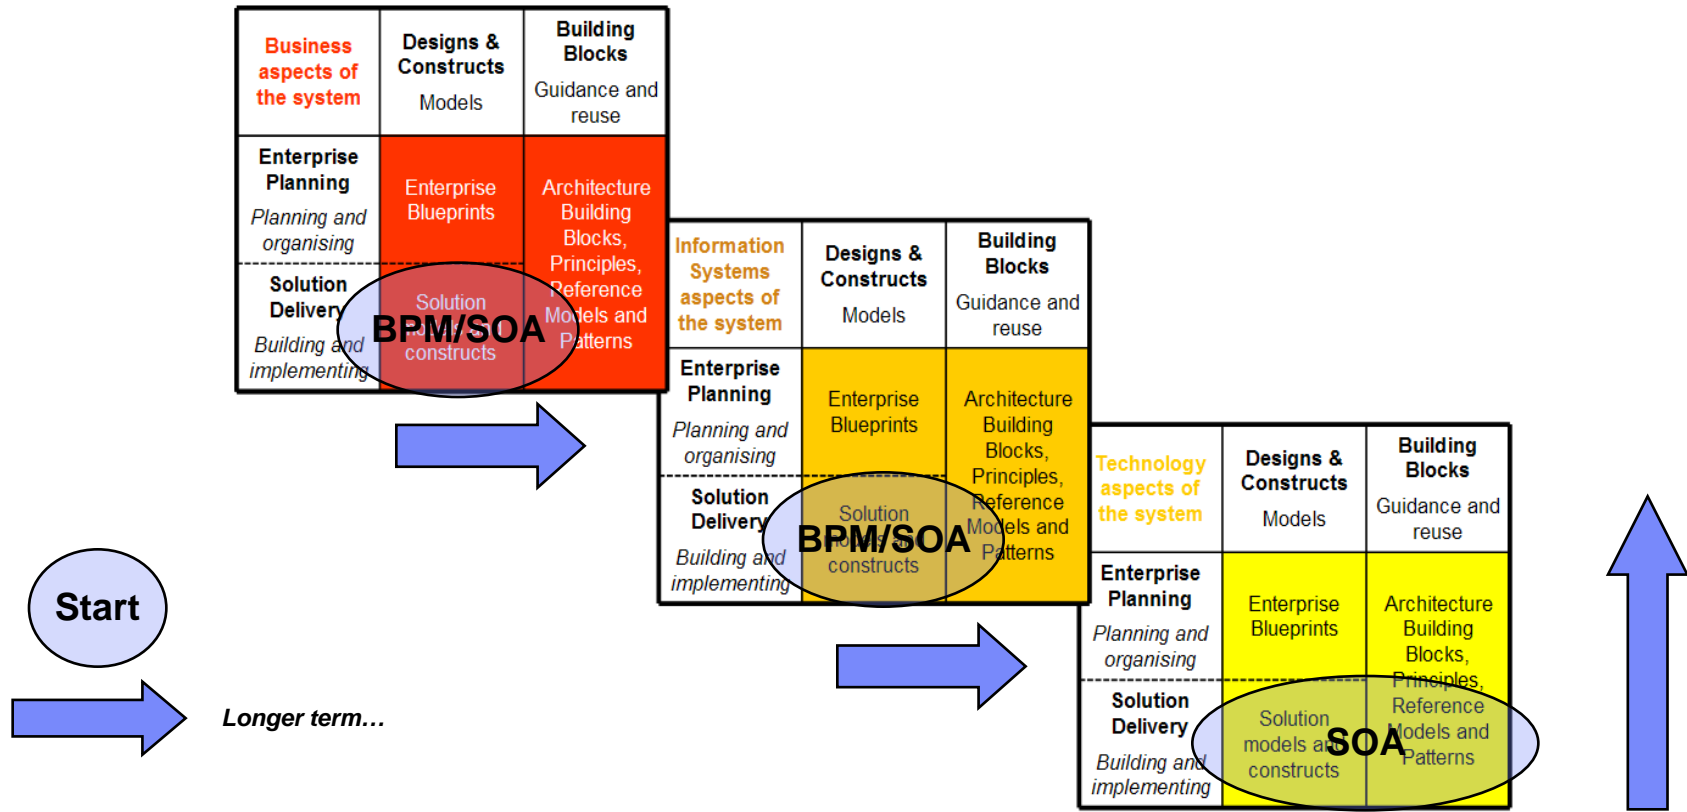 Business
aspects of
the system
Designs &
Constructs
Models
Building
Blocks
Guidance and
reuse
Enterprise
Planning
Planning and
organising
Enterprise
Blueprints
Architecture
Building
Blocks,
Principles,
Reference
Models and
Patterns
Solution
Delivery
Building and
implementing
Solution
models and
constructs
BPM/SOA
Information
Systems
aspects of
the system
Designs &
Constructs
Models
Building
Blocks
Guidance and
reuse
Enterprise
Planning
Planning and
organising
Enterprise
Blueprints
Architecture
Building
Blocks,
Principles,
Reference
Models and
Patterns
Solution
Delivery
Building and
implementing
Solution
models and
constructs
BPM/SOA
Technology
aspects of
the system
Designs &
Constructs
Models
Building
Blocks
Guidance and
reuse
Enterprise
Planning
Planning and
organising
Enterprise
Blueprints
Architecture
Building
Blocks,
Principles,
Reference
Models and
Patterns
Solution
Delivery
Building and
implementing
Solution
models and
constructs
SOA
Start
Longer term...